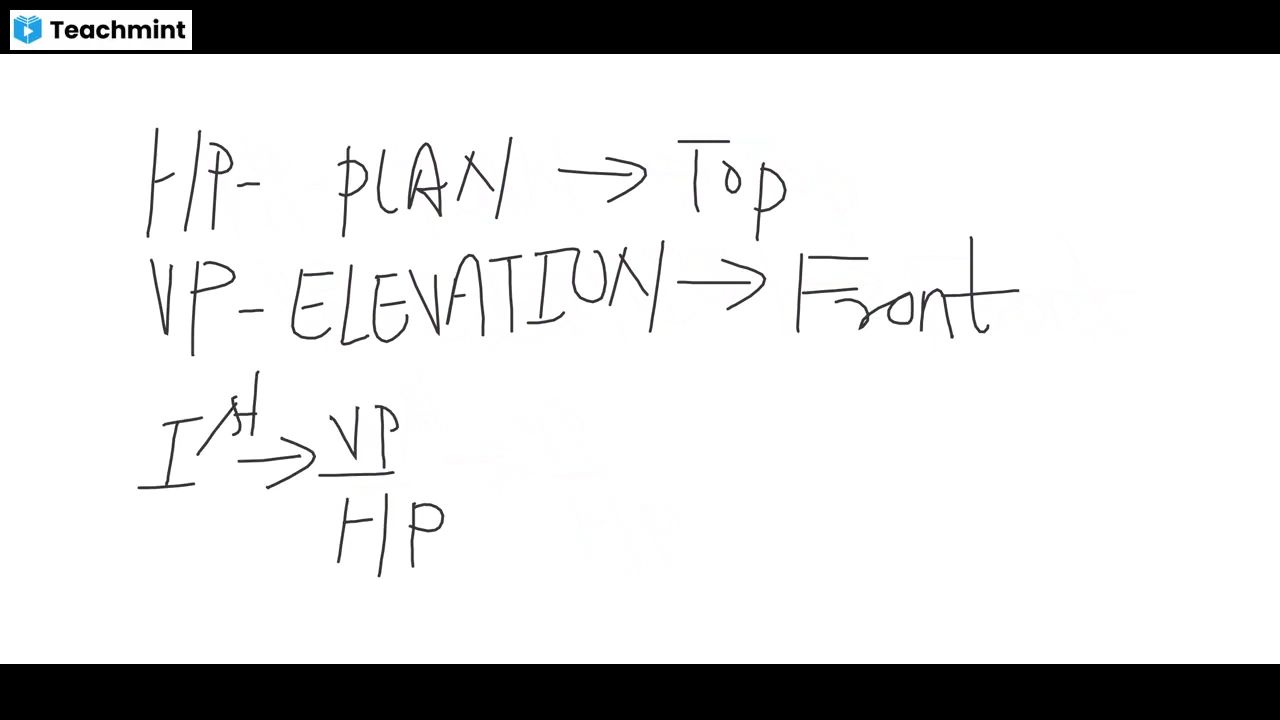 Teachmint
HP- PLAN → Top
VP- ELEVATION → Front
Ist → VP
HP